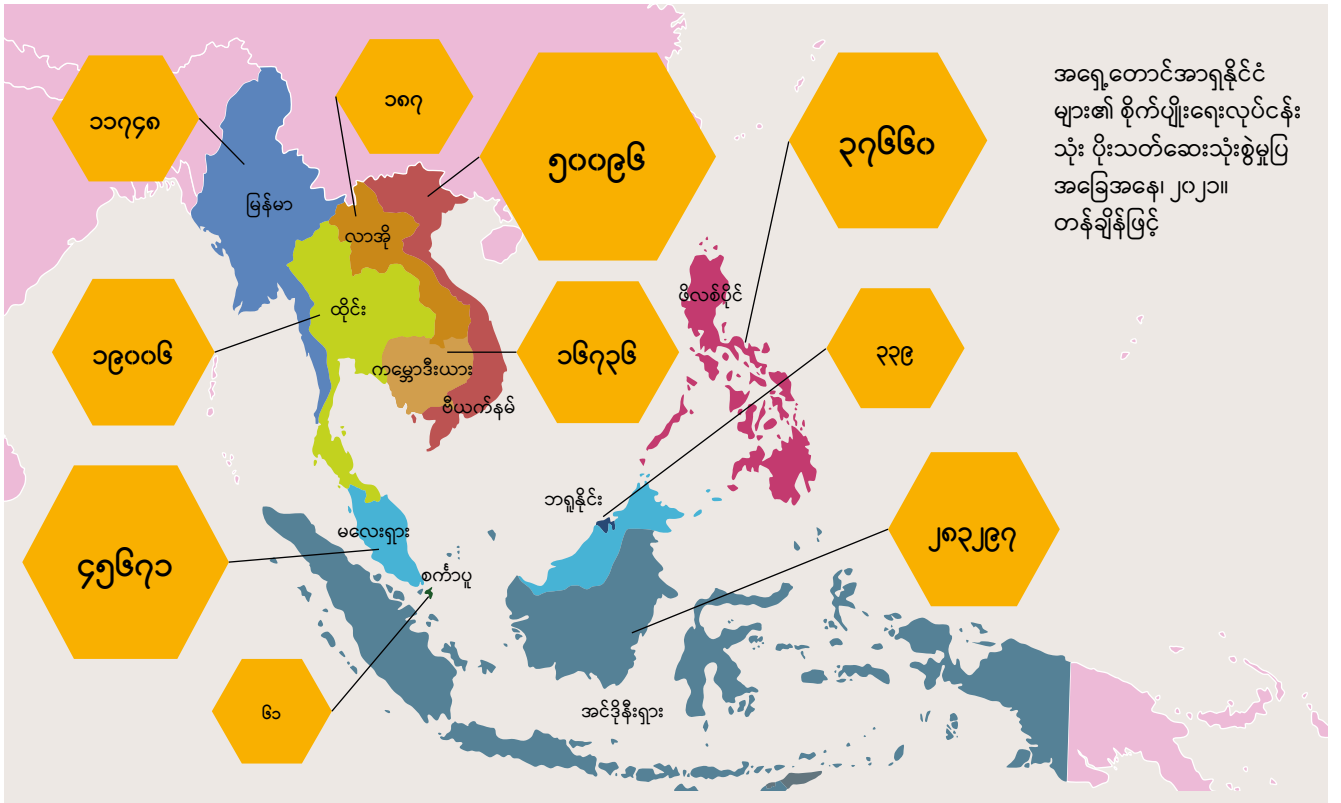 အရှေ့တောင်အာရှနိုင်ငံ
များ၏ စိုက်ပျိုးရေးလုပ်ငန်း
သုံး ပိုးသတ်ဆေးသုံးစွဲမှုပြ
အခြေအနေ၊ ၂၀၂၁။
တန်ချိန်ဖြင့်
၁၁၇၄၈
၁၈၇
၅၀၀၉၆
၃၇၆၆၀
မြန်မာ
လာအို
ဖိလစ်ပိုင်
ထိုင်း
၁၉၀၀၆
၁၆၇၃၆
၃၃၉
ကမ္ဘောဒီးယား
ဗီယက်နမ်
ဘရူနိုင်း
မလေးရှား
၂၈၃၂၉၇
၄၅၆၇၁
စင်္ကာပူ
၆၁
အင်ဒိုနီးရှား